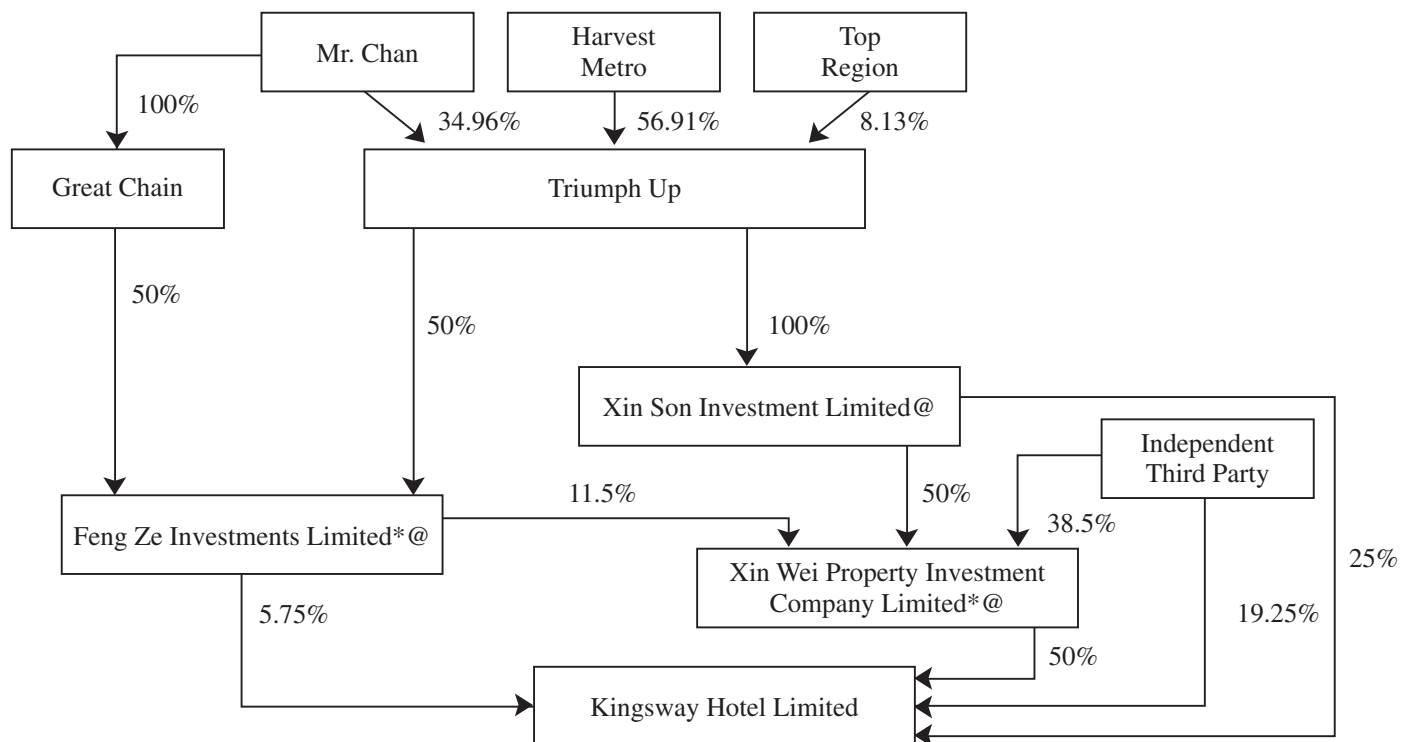 Mr. Chan
Harvest
Metro
Top
Region
100%
34.96%
56.91%
8.13%
Great Chain
Triumph Up
50%
50%
100%
Xin Son Investment Limited@
Independent
Third Party
11.5%
50%
38.5%
Feng Ze Investments Limited*@
Xin Wei Property Investment
Company Limited*@
25%
5.75%
19.25%
50%
Kingsway Hotel Limited